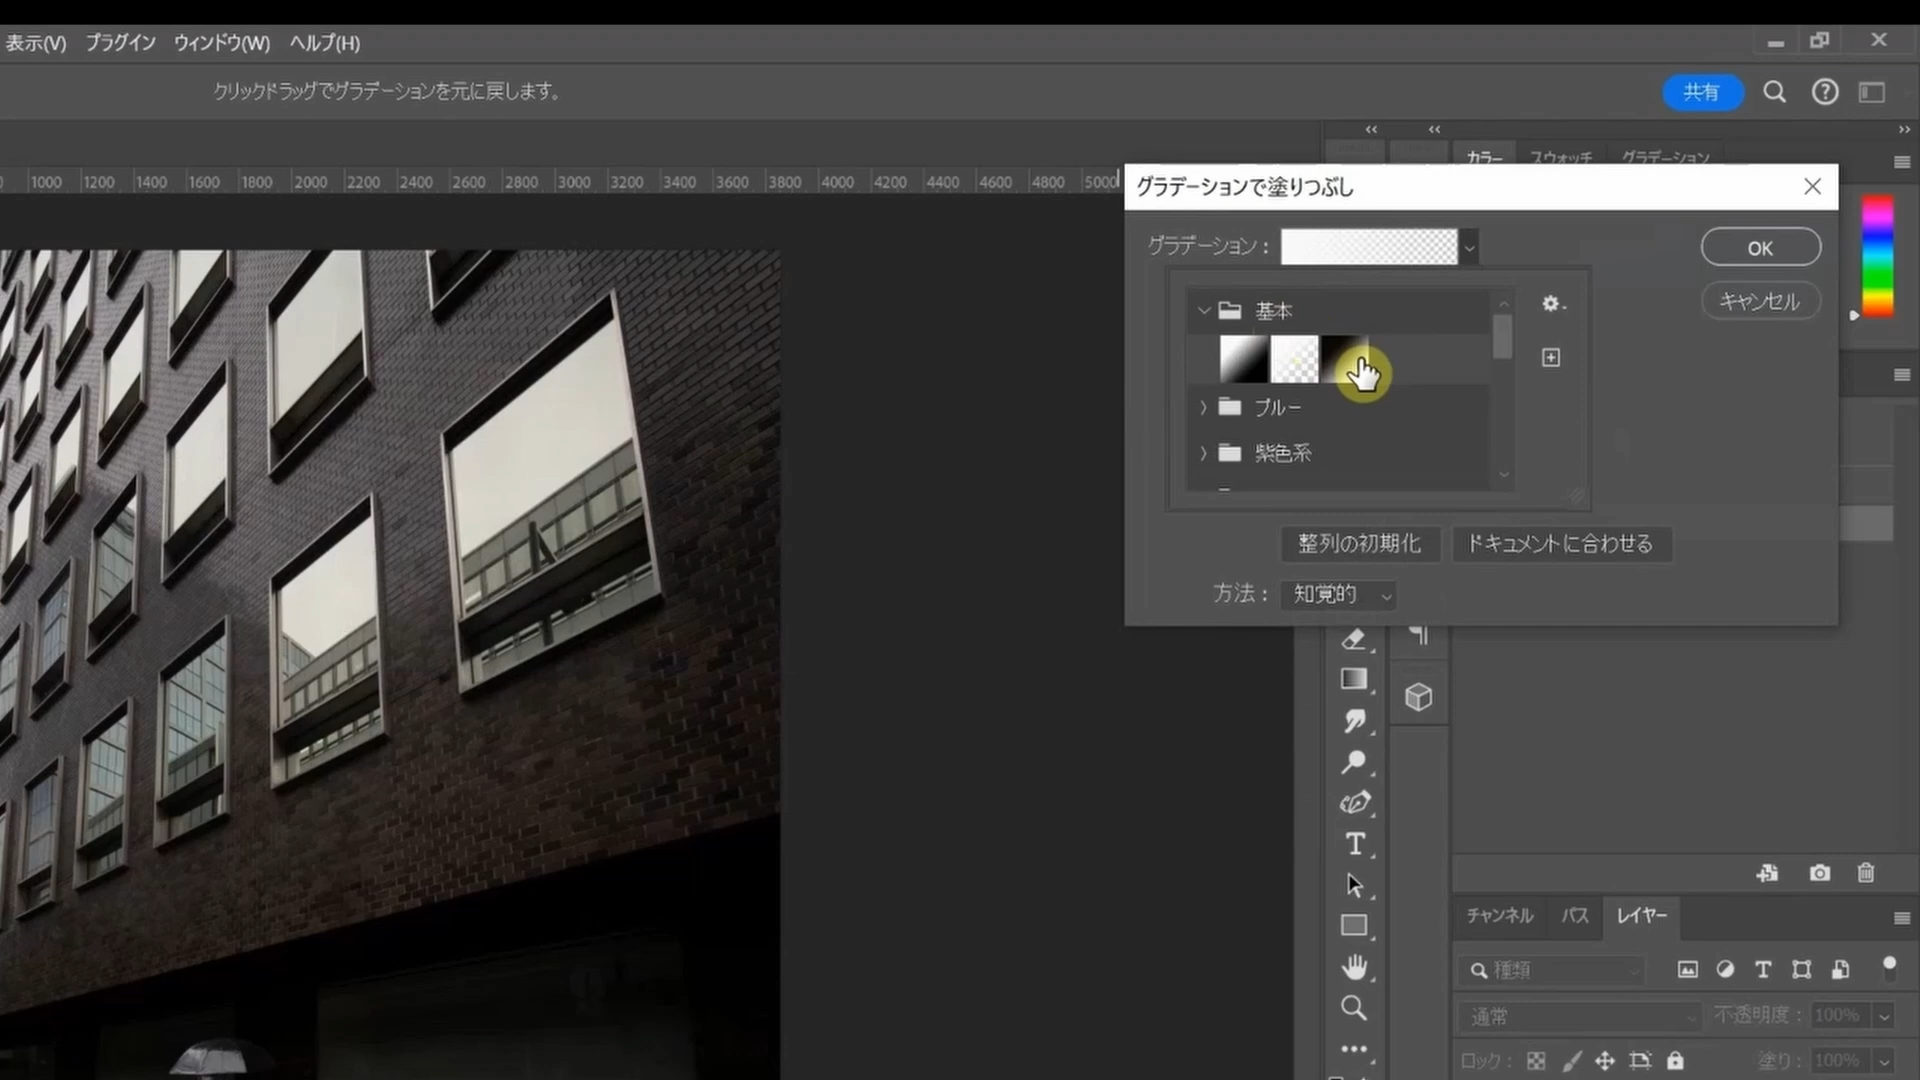 表示(V) プラグイン ウィンドウ(W) ヘルプ(H)
クリックドラッグでグラデーションを元に戻します。
共有
カラー スウォッチ グラデーション
1000 1200 1400 1600 1800 2000 2200 2400 2600 2800 3000 3200 3400 3600 3800 4000 4200 4400 4600 4800 5000
グラデーションで塗りつぶし
グラデーション :
OK
キャンセル
基本
ブルー
紫色系
整列の初期化 ドキュメントに合わせる
方法 : 知覚的
チャンネル パス レイヤー
種類
通常 不透明度 : 100%
ロック : 塗り : 100%